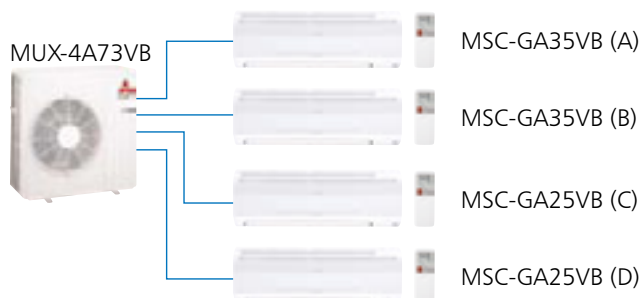 MUX-4A73VB
MSC-GA35VB (A)
MSC-GA35VB (B)
MSC-GA25VB (C)
MSC-GA25VB (D)